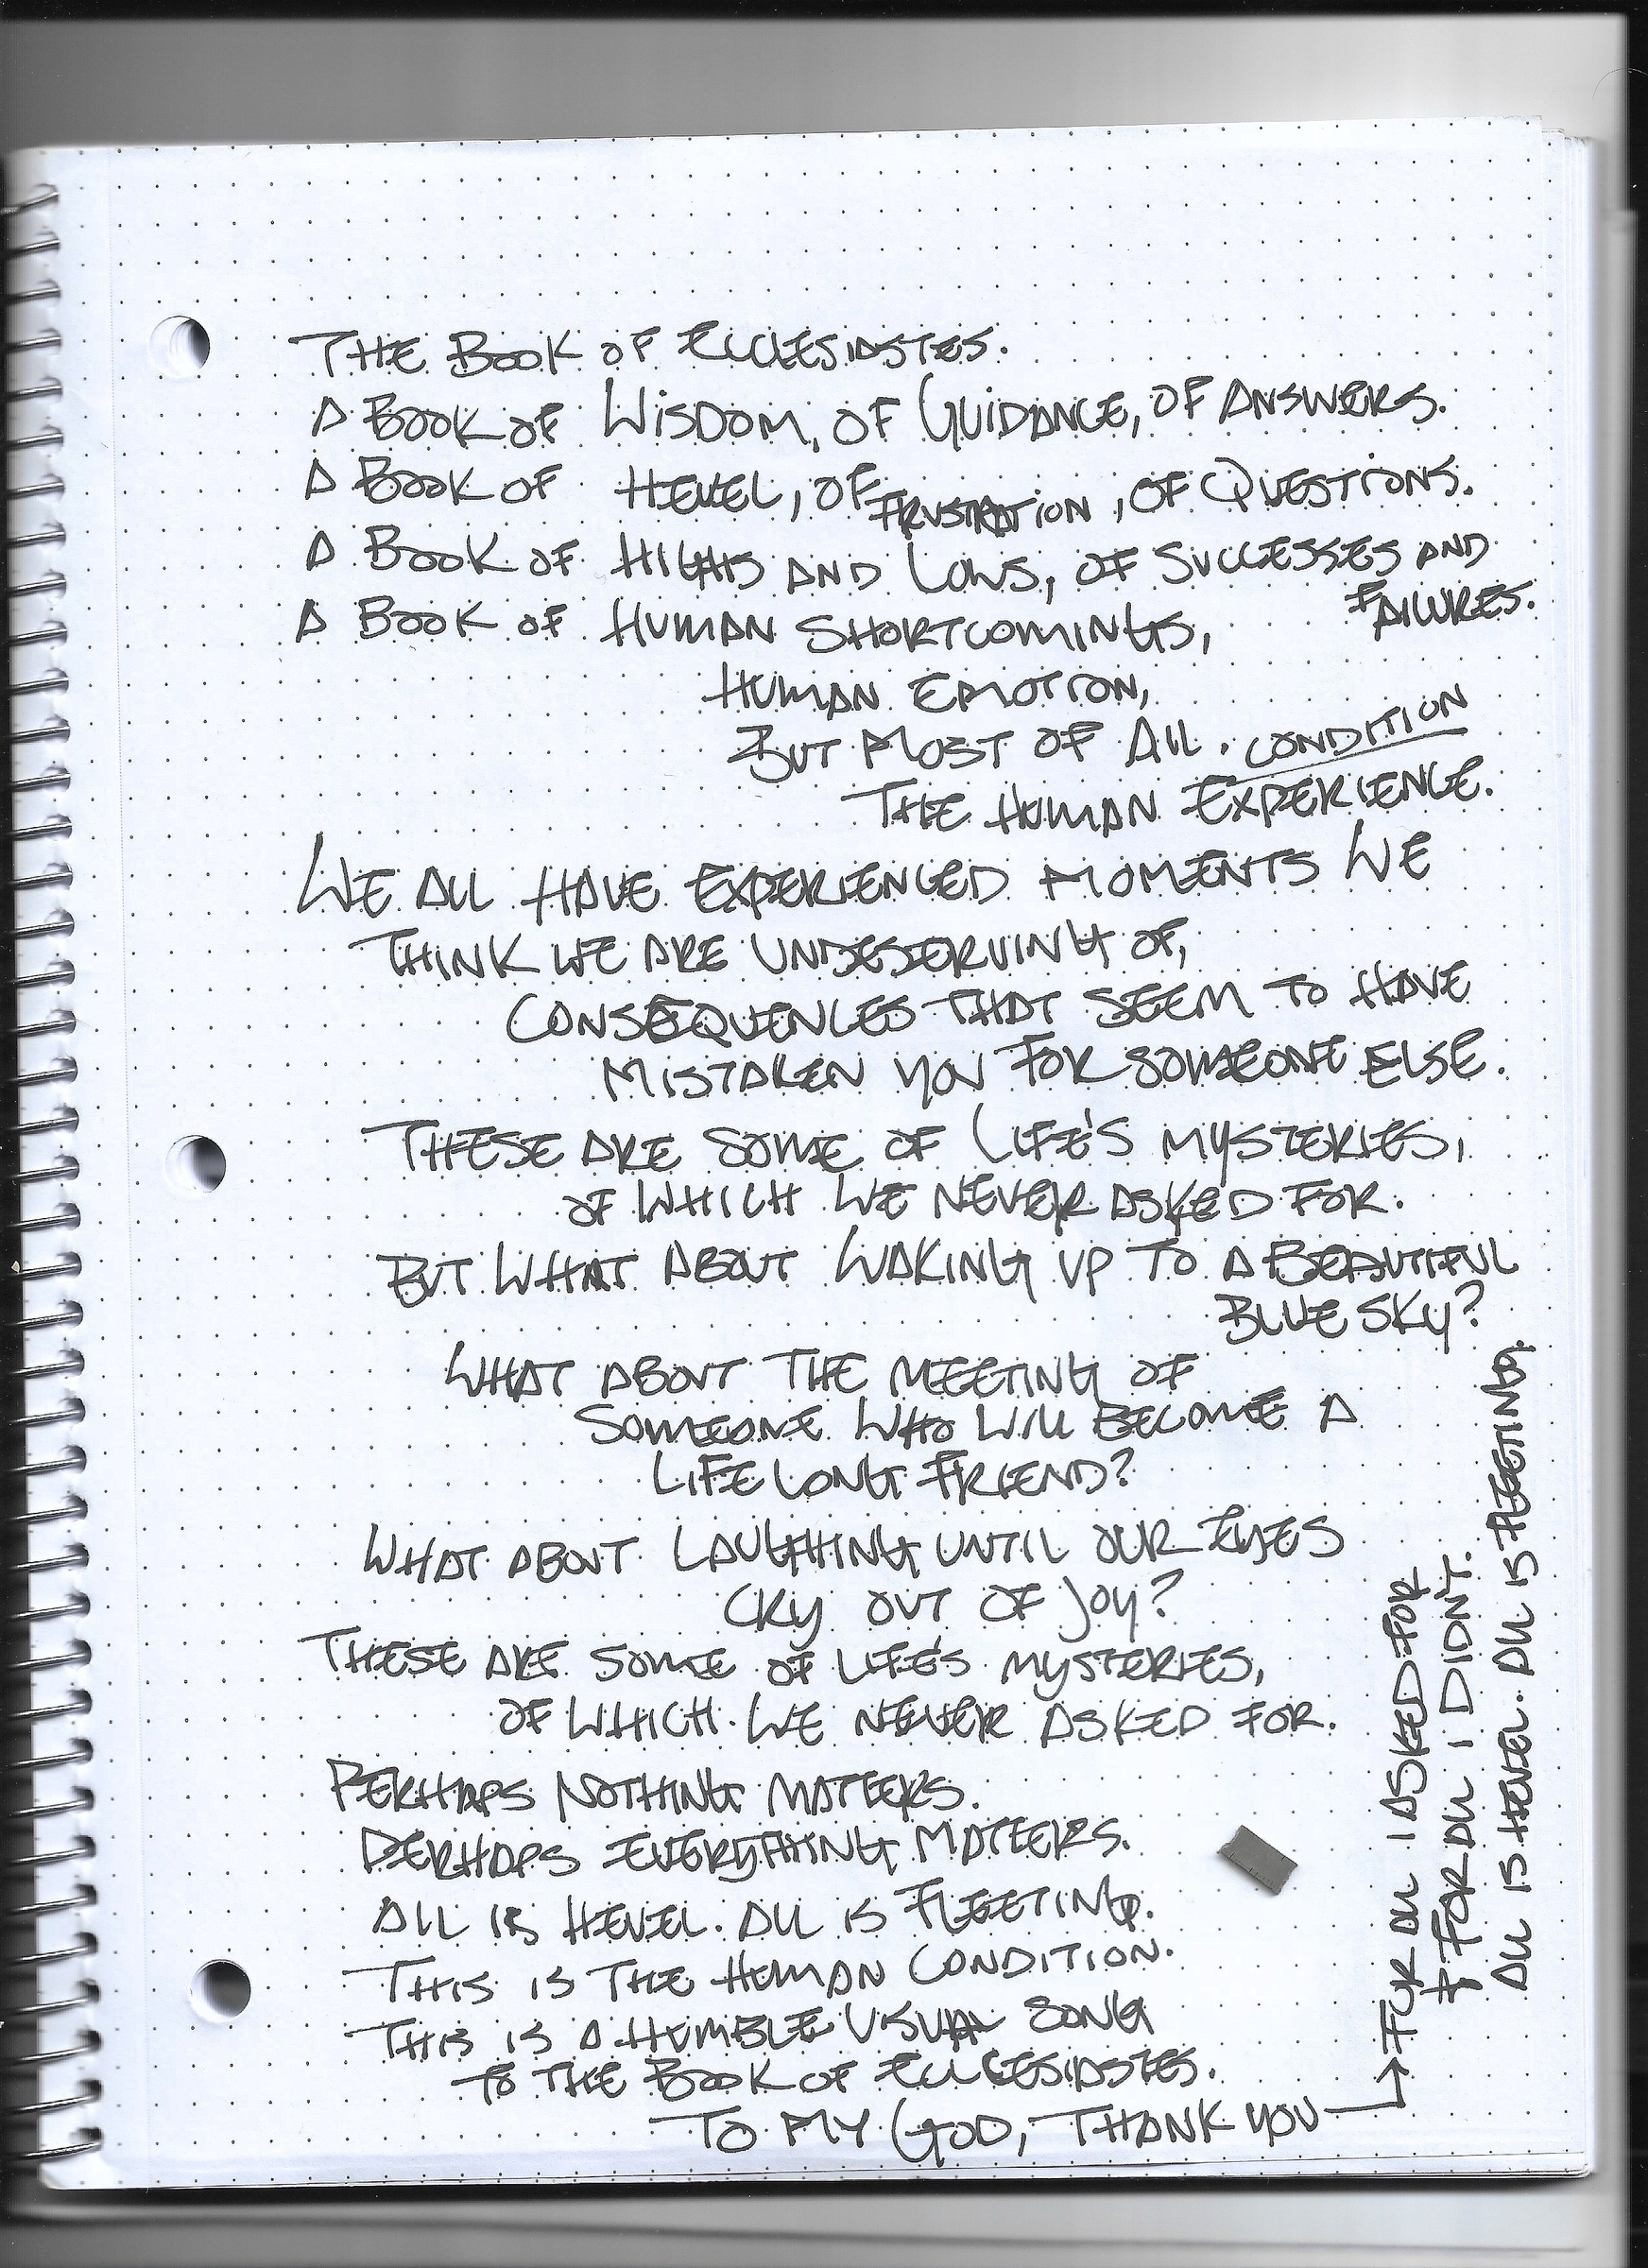 THE BOOK OF ECCLESIASTES.
A BOOK OF WISDOM, OF GUIDANCE, OF ANSWERS.
A BOOK OF HEVEL, OF FRUSTRATION, OF QUESTIONS.
A BOOK OF HIGHS AND LOWS, OF SUCCESSES AND
FAILURES.
A BOOK OF HUMAN SHORTCOMINGS,
HUMAN EMOTION,
BUT MOST OF ALL, CONDITION
THE HUMAN EXPERIENCE.
WE ALL HAVE EXPERIENCED MOMENTS WE
THINK WE ARE UNDESERVING OF,
CONSEQUENCES THAT SEEM TO HAVE
MISTAKEN YOU FOR SOMEONE ELSE.
THESE ARE SOME OF LIFE'S MYSTERIES,
OF WHICH WE NEVER ASKED FOR.
BUT WHAT ABOUT WAKING UP TO A BEAUTIFUL
BLUE SKY?
WHAT ABOUT THE MEETING OF
SOMEONE WHO WILL BECOME A
LIFE LONG FRIEND?
WHAT ABOUT LAUGHING UNTIL OUR EYES
CRY OUT OF JOY?
THESE ARE SOME OF LIFE'S MYSTERIES,
OF WHICH WE NEVER ASKED FOR.
PERHAPS NOTHING MATTERS.
PERHAPS EVERYTHING MATTERS.
ALL IS HEVEL. ALL IS FLEETING.
THIS IS THE HUMAN CONDITION.
THIS IS A HUMBLE VISUAL SONG
TO THE BOOK OF ECCLESIASTES.
TO MY GOD, THANK YOU →
FOR ALL I ASKED FOR
& FOR ALL I DIDN'T.
ALL IS HEVEL. ALL IS FLEETING.